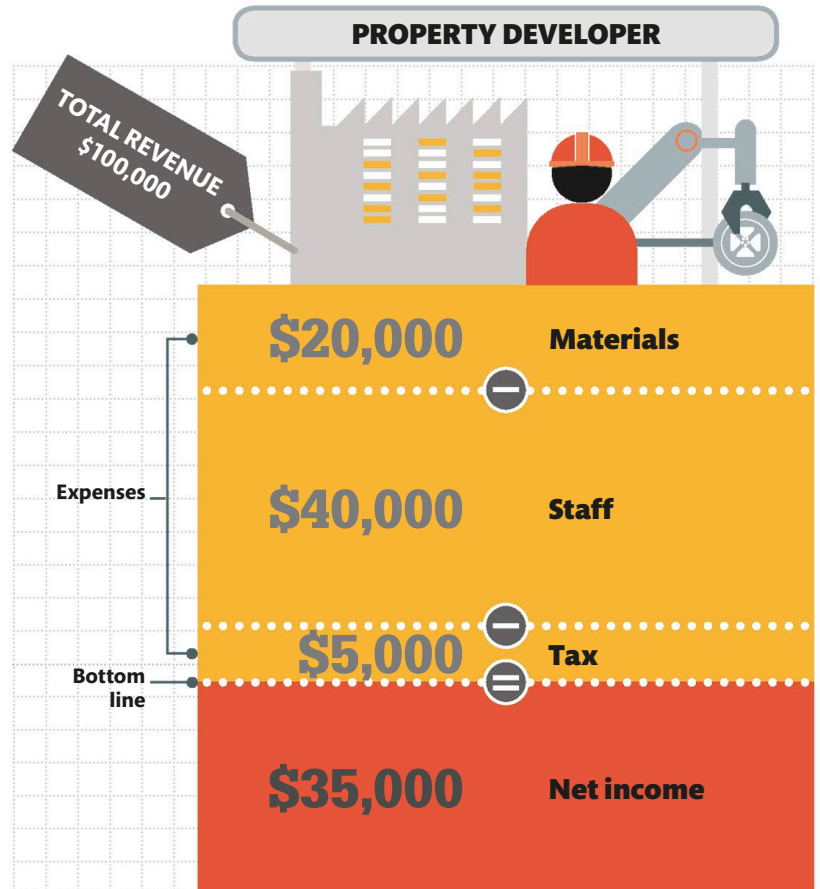 PROPERTY DEVELOPER
TOTAL REVENUE
$100,000
$20,000 Materials
Expenses
$40,000 Staff
$5,000 Tax
Bottom
line
$35,000 Net income